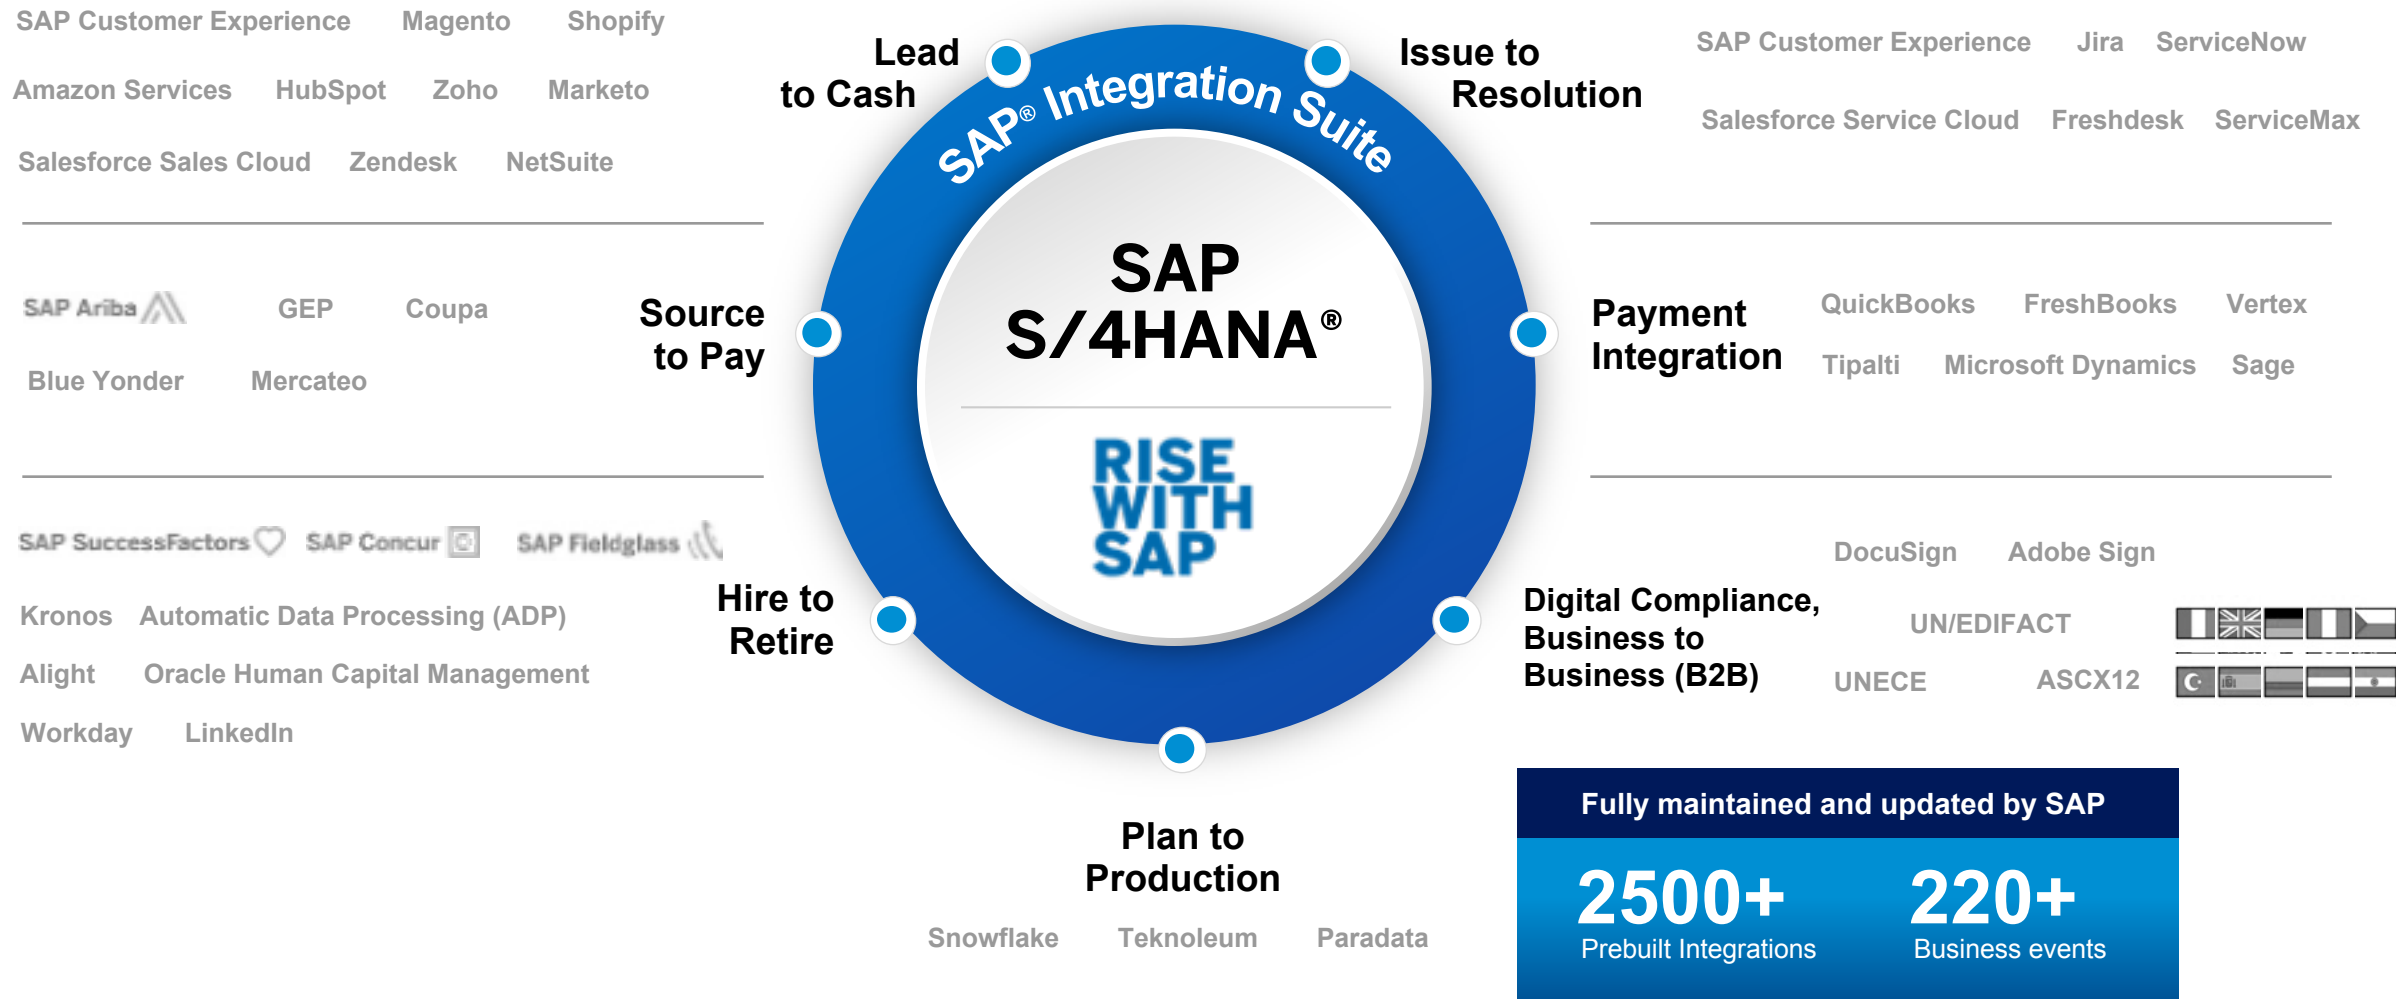 SAP Customer Experience Magento Shopify
Amazon Services HubSpot Zoho Marketo
Salesforce Sales Cloud Zendesk NetSuite
Lead
to Cash
SAP® Integration Suite
Issue to
Resolution
SAP Customer Experience Jira ServiceNow
Salesforce Service Cloud Freshdesk ServiceMax
SAP Ariba GEP Coupa
Blue Yonder Mercateo
Source
to Pay
SAP
S/4HANA®
RISE
WITH
SAP
Payment
Integration
QuickBooks FreshBooks Vertex
Tipalti Microsoft Dynamics Sage
SAP SuccessFactors SAP Concur SAP Fieldglass
Kronos Automatic Data Processing (ADP)
Alight Oracle Human Capital Management
Workday LinkedIn
Hire to
Retire
Digital Compliance,
Business to
Business (B2B)
DocuSign Adobe Sign
UN/EDIFACT
UNECE ASCX12
Plan to
Production
Snowflake Teknoleum Paradata
Fully maintained and updated by SAP
2500+ 220+
Prebuilt Integrations Business events